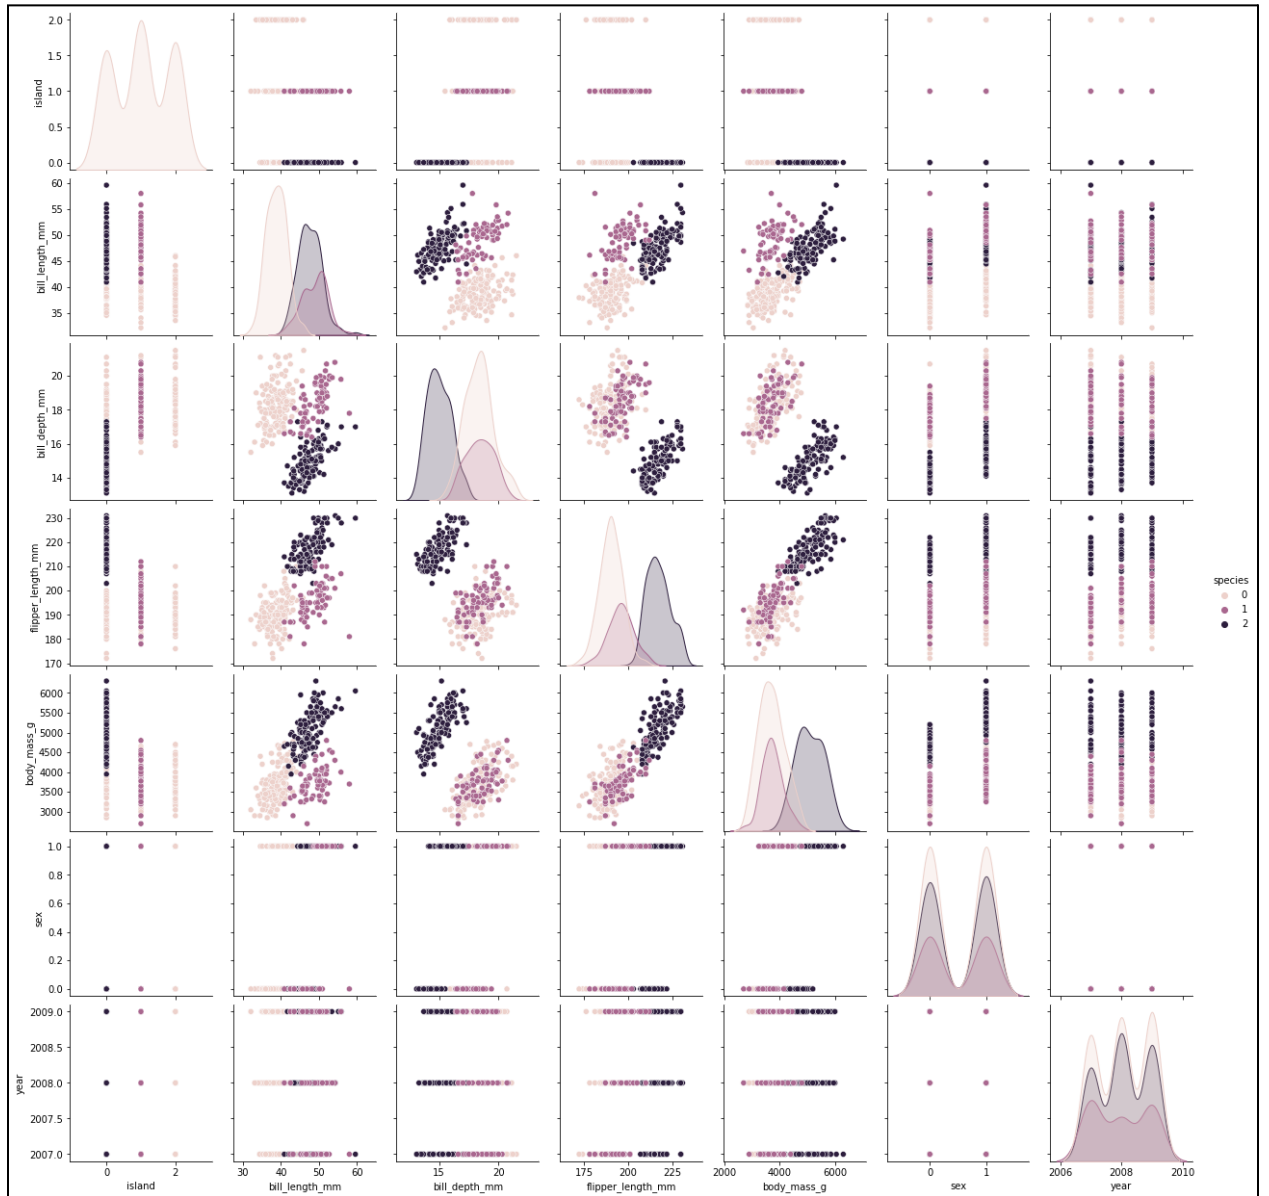 2.0
1.5
1.0
0.5
0.0
island
60
55
50
45
40
35
bill_length_mm
20
18
16
14
bill_depth_mm
230
220
210
200
190
180
170
flipper_length_mm
species
0
1
2
6000
5500
5000
4500
4000
3500
3000
body_mass_g
1.0
0.8
0.6
0.4
0.2
0.0
sex
2009.0
2008.5
2008.0
2007.5
2007.0
year
0 2
island
30 40 50 60
bill_length_mm
15 20
bill_depth_mm
175 200 225
flipper_length_mm
2000 4000 6000
body_mass_g
0 1
sex
2006 2008 2010
year